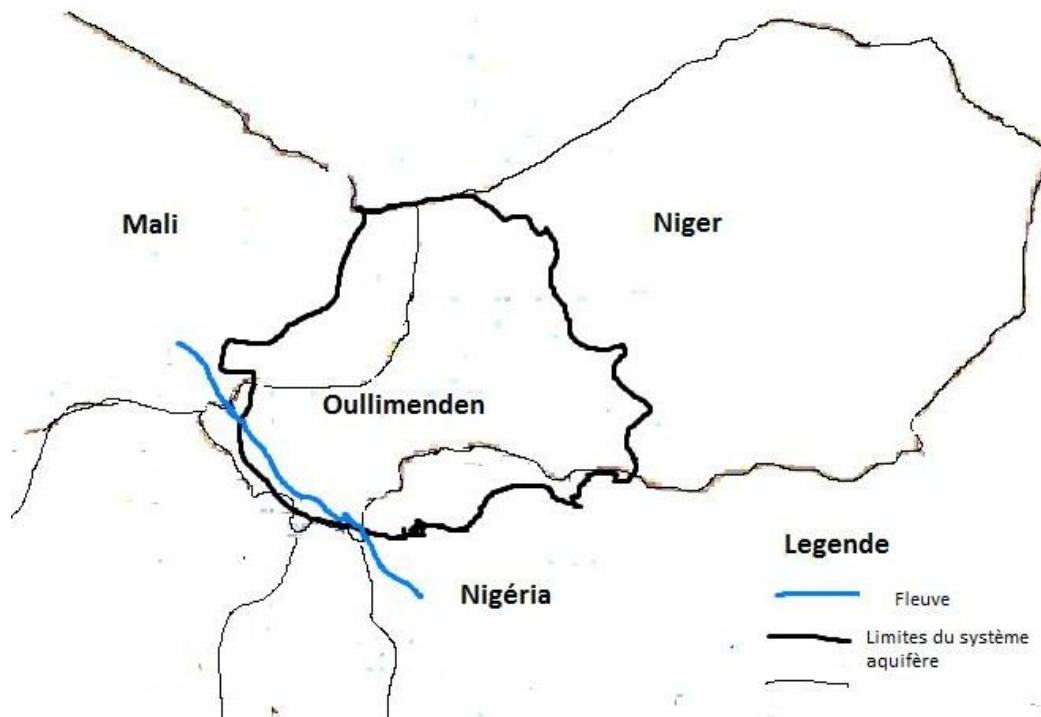 Mali
Niger
Oullimenden
Nigéria
Legende
Fleuve
Limites du système
aquifère